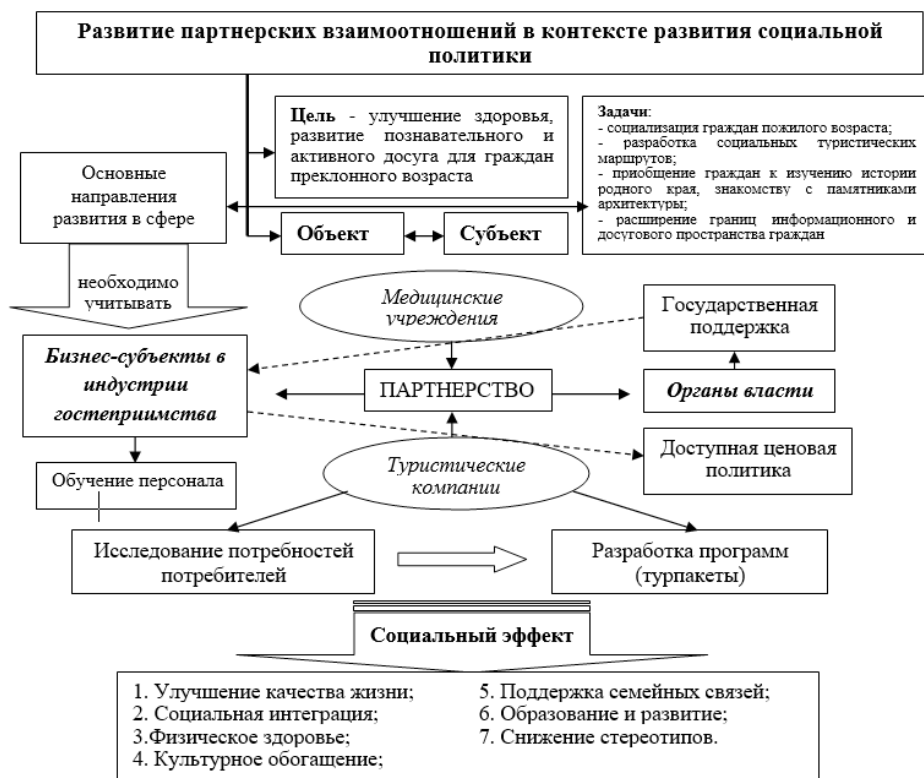 Развитие партнерских взаимоотношений в контексте развития социальной
политики
Цель - улучшение здоровья,
развитие познавательного и
активного досуга для граждан
преклонного возраста
Задачи:
- социализация граждан пожилого возраста;
- разработка социальных туристических
маршрутов;
- приобщение граждан к изучению истории
родного края, знакомству с памятниками
архитектуры;
- расширение границ информационного и
досугового пространства граждан
Основные
направления
развития в сфере
Объект
Субъект
необходимо
учитывать
Медицинские
учреждения
Государственная
поддержка
Бизнес-субъекты в
индустрии
гостеприимства
ПАРТНЕРСТВО
Органы власти
Доступная ценовая
политика
Обучение персонала
Туристические
компании
Исследование потребностей
потребителей
Разработка программ
(турпакеты)
Социальный эффект
1. Улучшение качества жизни;
2. Социальная интеграция;
3.Физическое здоровье;
4. Культурное обогащение;
5. Поддержка семейных связей;
6. Образование и развитие;
7. Снижение стереотипов.